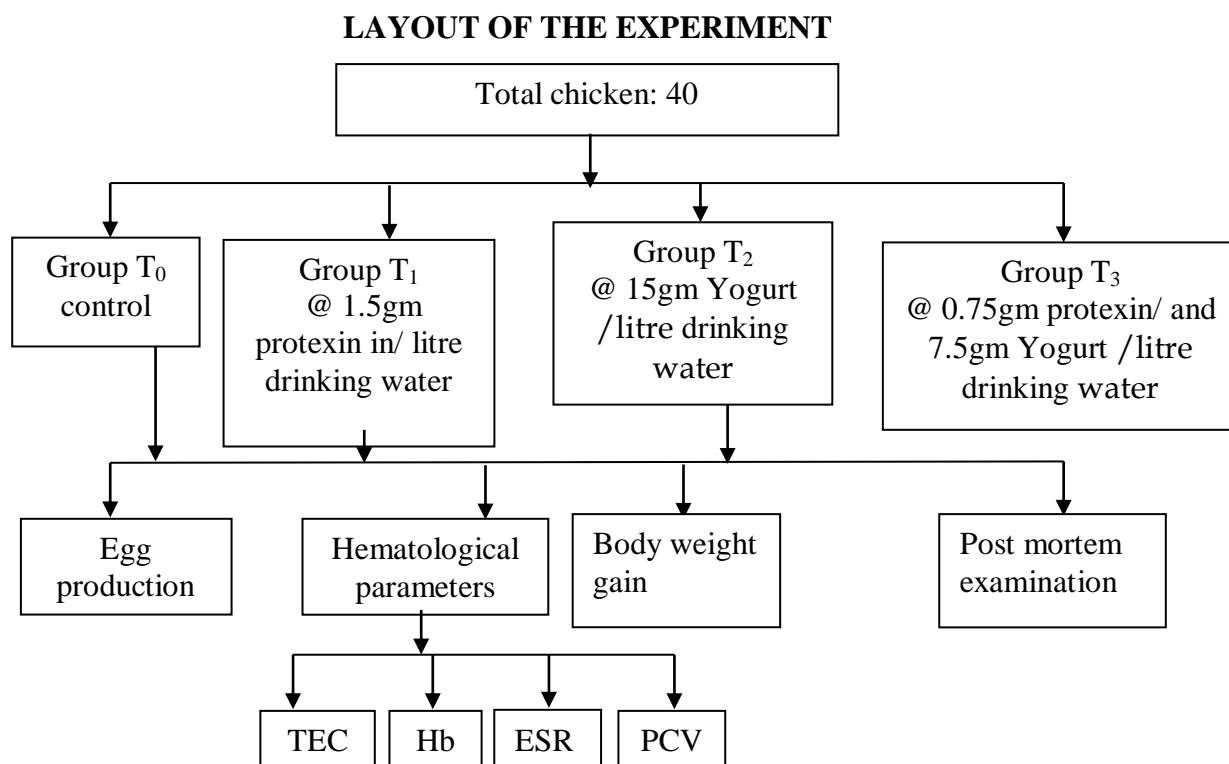 LAYOUT OF THE EXPERIMENT
Total chicken: 40
Group T₀
control
Group T₁
@ 1.5gm
protexin in/ litre
drinking water
Group T₂
@ 15gm Yogurt
/litre drinking
water
Group T₃
@ 0.75gm protexin/ and
7.5gm Yogurt /litre
drinking water
Egg
production
Hematological
parameters
Body weight
gain
Post mortem
examination
TEC
Hb
ESR
PCV